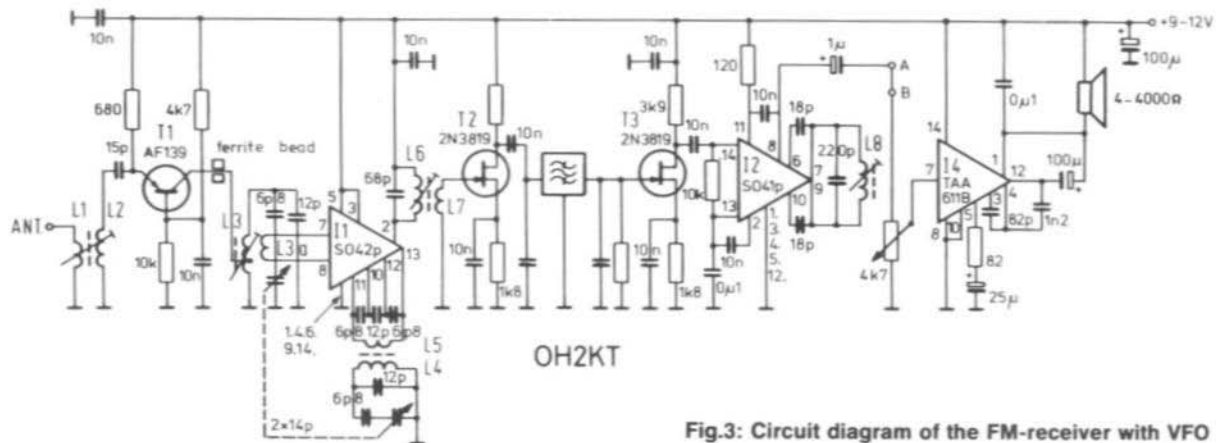 +9-12V
10n
10n
10n
1µ
100µ
680
4k7
T1
AF139
ferrite bead
15p
6p8
12p
68p
L6
T2
2N3819
10n
T3
3k9
2N3819
10n
120
10n
18p
A
B
0µ1
4-4000Ω
L1
L2
ANT.
10k
10n
L3
L3a
5
3
7
8
I1
SO42p
2
13
12
10
11
1.4.6.
9.14.
L7
10n
1k8
10n
1k8
10k
14
11
8
I2
SO41p
6
7
9
10
13
2
1.
3.
4.
5.
12.
10n
0µ1
18p
220p
L8
4k7
14
7
I4
TAA
611B
1
12
4
3
5
10
8
82p
1n2
100µ
82
25µ
6p8
12p
6p8
L5
L4
12p
6p8
2×14p
OH2KT
Fig.3: Circuit diagram of the FM-receiver with VFO